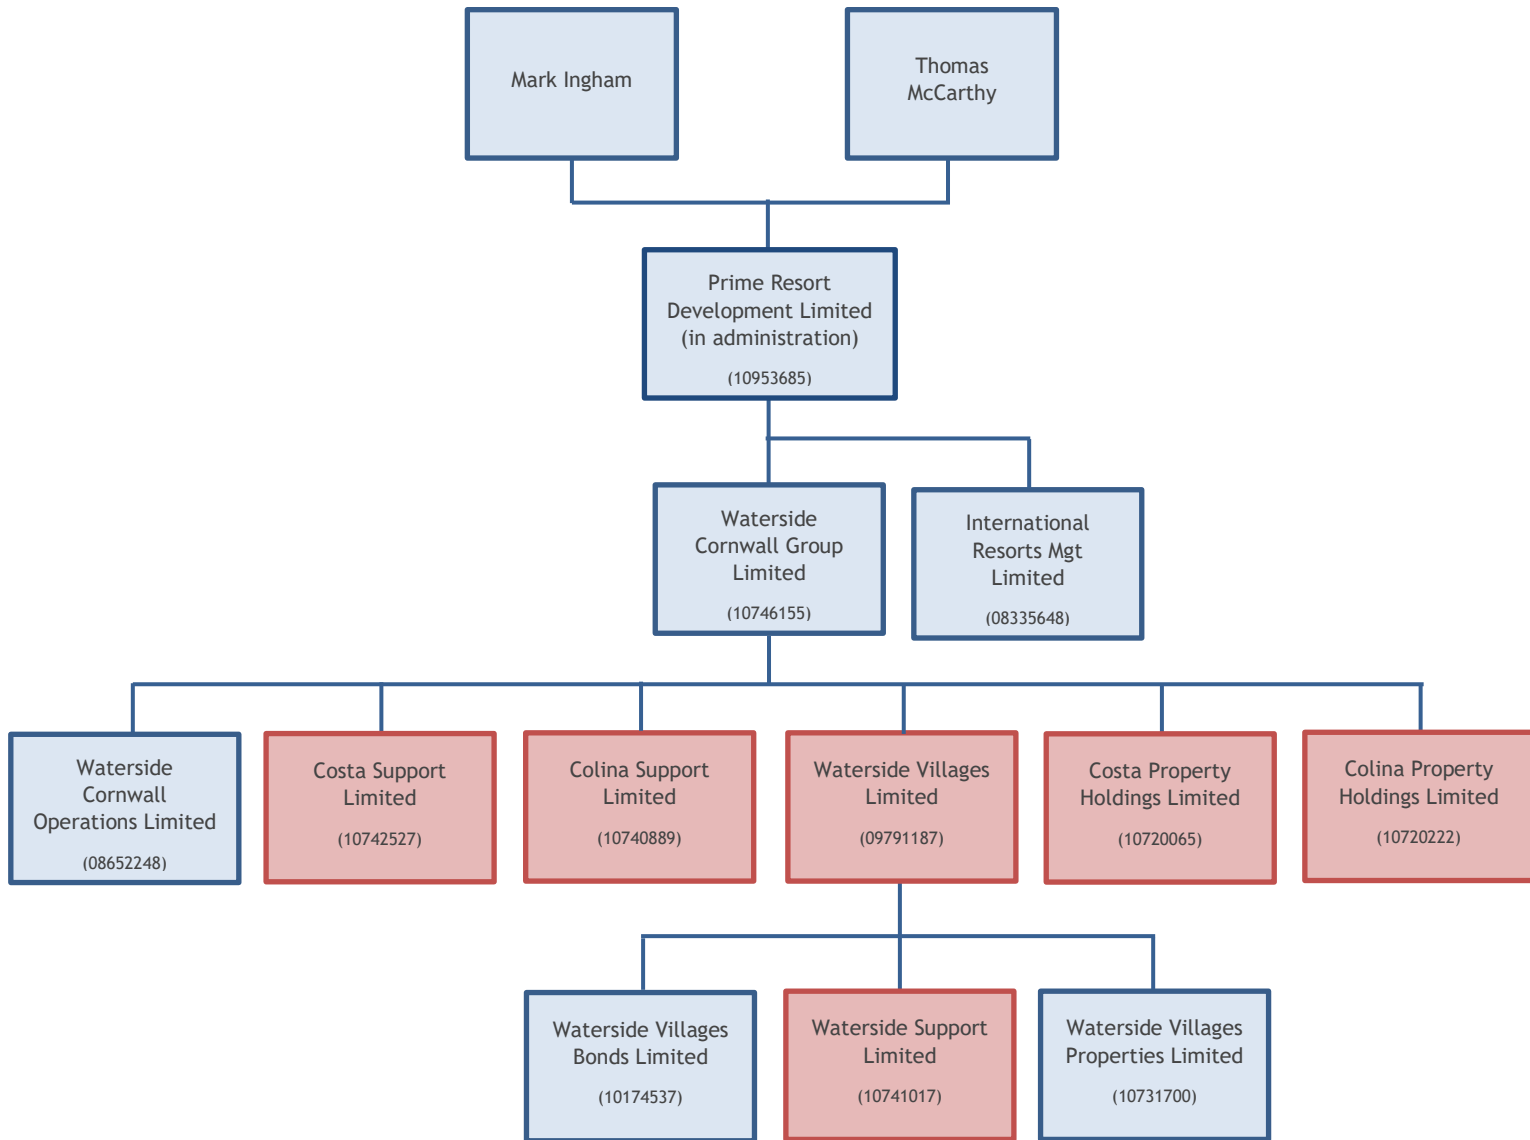 Mark Ingham
Thomas
McCarthy
Prime Resort
Development Limited
(in administration)
(10953685)
Waterside
Cornwall Group
Limited
(10746155)
International
Resorts Mgt
Limited
(08335648)
Waterside
Cornwall
Operations Limited
(08652248)
Costa Support
Limited
(10742527)
Colina Support
Limited
(10740889)
Waterside Villages
Limited
(09791187)
Costa Property
Holdings Limited
(10720065)
Colina Property
Holdings Limited
(10720222)
Waterside Villages
Bonds Limited
(10174537)
Waterside Support
Limited
(10741017)
Waterside Villages
Properties Limited
(10731700)